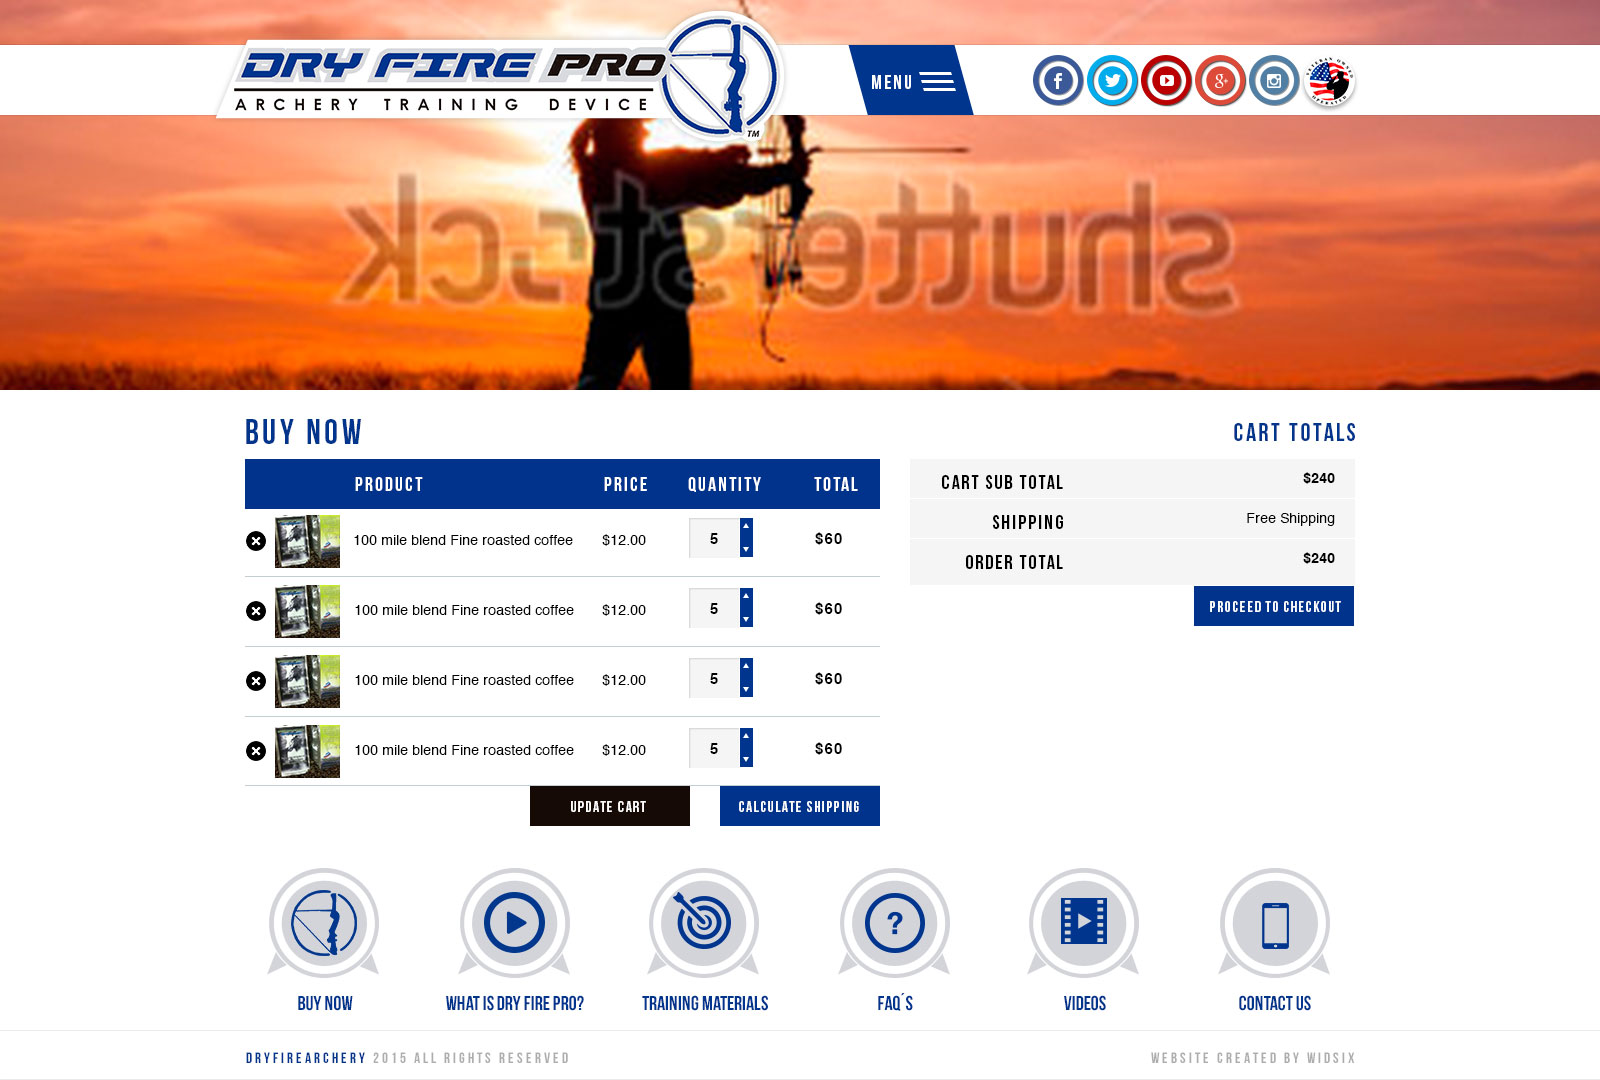 DRY FIRE PRO
ARCHERY TRAINING DEVICE
TM
MENU
shutterstock
BUY NOW
CART TOTALS
PRODUCT PRICE QUANTITY TOTAL
100 mile blend Fine roasted coffee $12.00 5 $60
100 mile blend Fine roasted coffee $12.00 5 $60
100 mile blend Fine roasted coffee $12.00 5 $60
100 mile blend Fine roasted coffee $12.00 5 $60
UPDATE CART CALCULATE SHIPPING
CART SUB TOTAL $240
SHIPPING Free Shipping
ORDER TOTAL $240
PROCEED TO CHECKOUT
BUY NOW WHAT IS DRY FIRE PRO? TRAINING MATERIALS FAQ´S VIDEOS CONTACT US
DRYFIREARCHERY 2015 ALL RIGHTS RESERVED WEBSITE CREATED BY WIDSIX